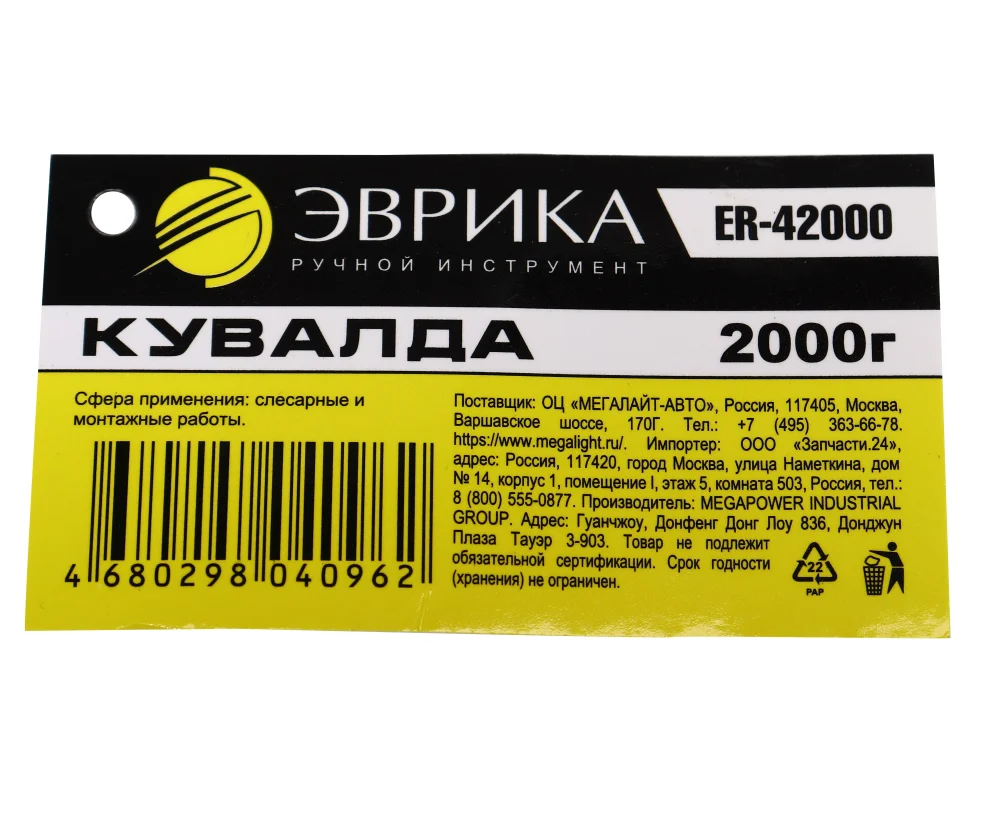 ЭВРИКА
РУЧНОЙ ИНСТРУМЕНТ
ER-42000
КУВАЛДА
2000г
Сфера применения: слесарные и
монтажные работы.
4 680298 040962
Поставщик: ОЦ «МЕГАЛАЙТ-АВТО», Россия, 117405, Москва,
Варшавское шоссе, 170Г. Тел.: +7 (495) 363-66-78.
https://www.megalight.ru/. Импортер: ООО «Запчасти.24»,
адрес: Россия, 117420, город Москва, улица Наметкина, дом
№ 14, корпус 1, помещение I, этаж 5, комната 503, Россия, тел.:
8 (800) 555-0877. Производитель: MEGAPOWER INDUSTRIAL
GROUP. Адрес: Гуанчжоу, Донфенг Донг Лоу 836, Донджун
Плаза Тауэр 3-903. Товар не подлежит
обязательной сертификации. Срок годности
(хранения) не ограничен.
22
PAP